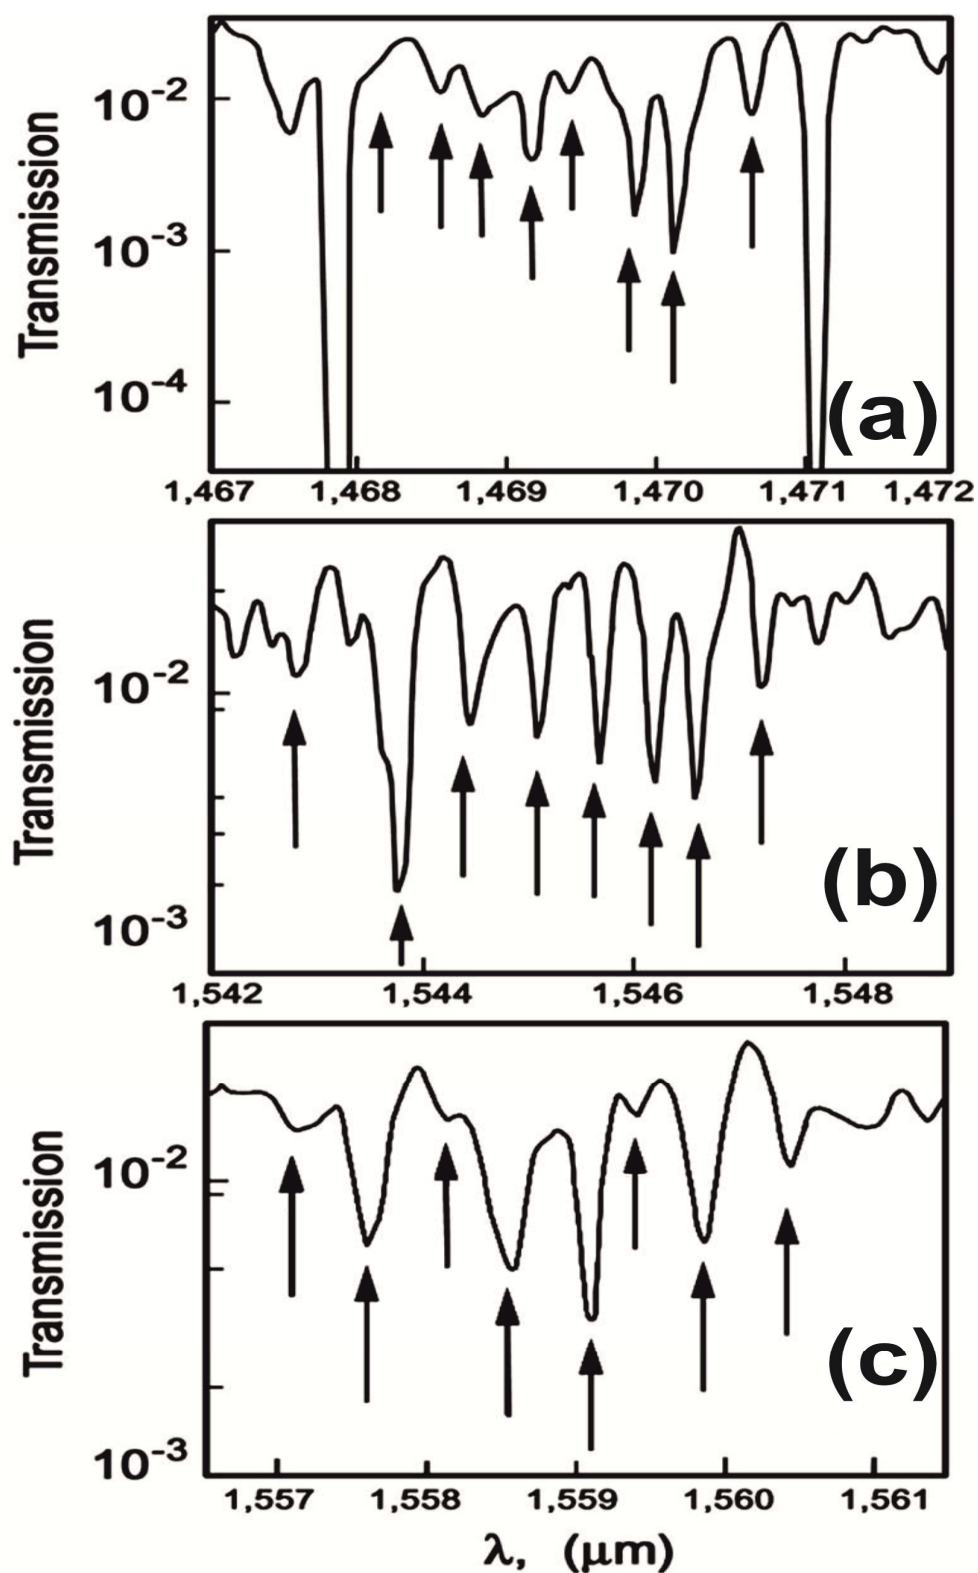 Transmission
10-2
10-3
10-4
(a)
1,467 1,468 1,469 1,470 1,471 1,472
Transmission
10-2
10-3
(b)
1,542 1,544 1,546 1,548
Transmission
10-2
10-3
(c)
1,557 1,558 1,559 1,560 1,561
λ, (μm)